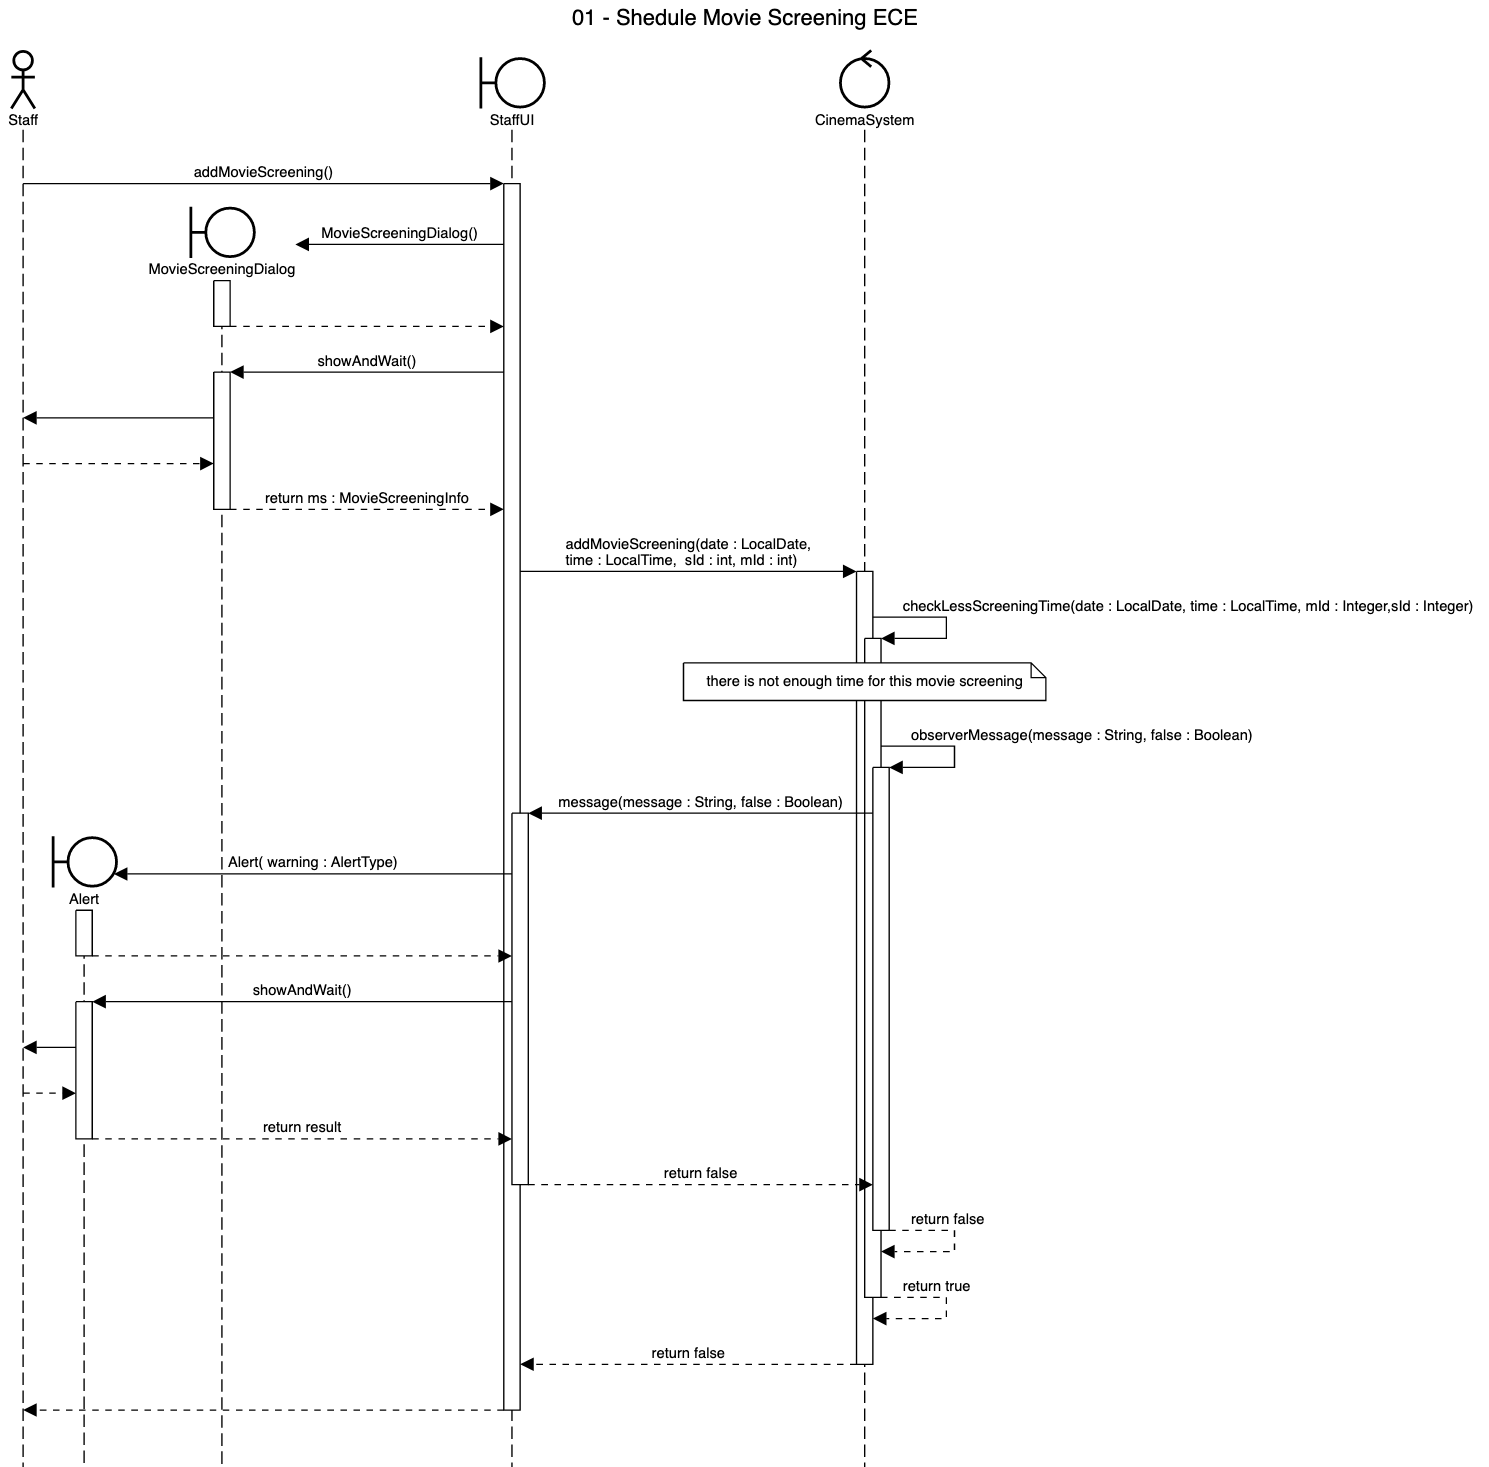 01 - Shedule Movie Screening ECE
Staff
StaffUI
CinemaSystem
addMovieScreening()
MovieScreeningDialog()
MovieScreeningDialog
showAndWait()
return ms : MovieScreeningInfo
addMovieScreening(date : LocalDate,
time : LocalTime,  sId : int, mId : int)
checkLessScreeningTime(date : LocalDate, time : LocalTime, mId : Integer,sId : Integer)
there is not enough time for this movie screening
observerMessage(message : String, false : Boolean)
message(message : String, false : Boolean)
Alert( warning : AlertType)
Alert
showAndWait()
return result
return false
return false
return true
return false